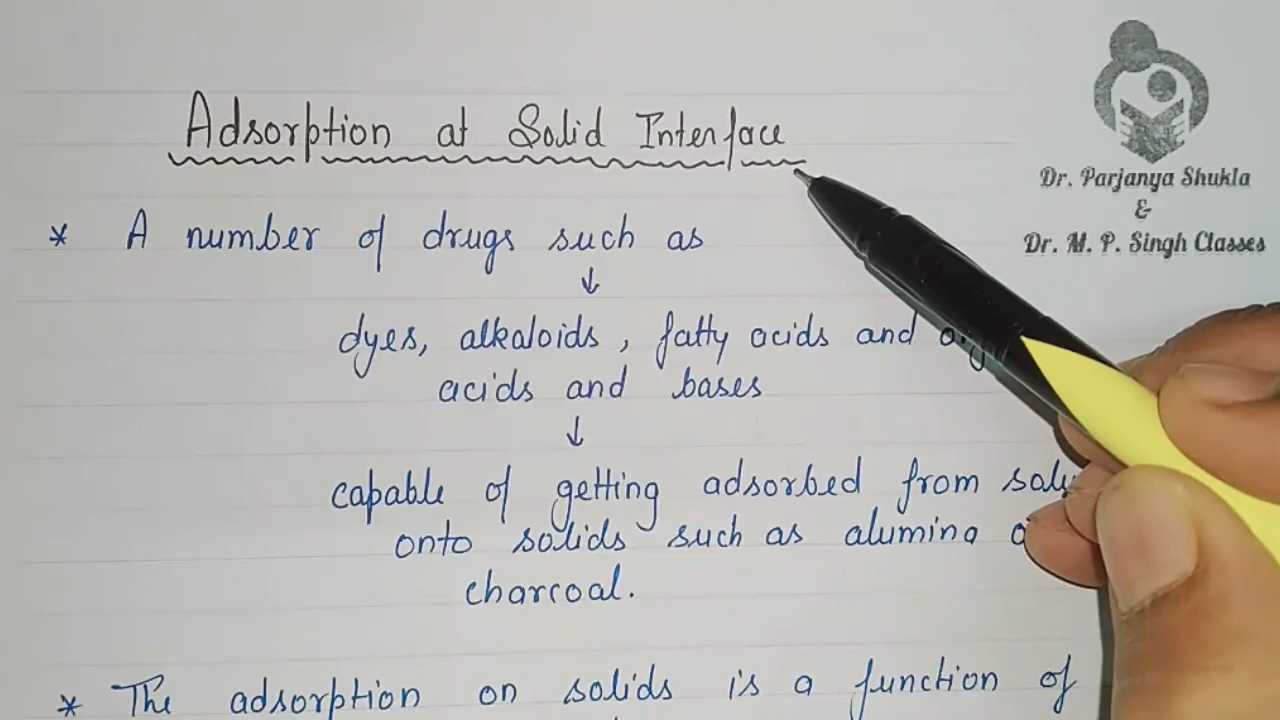 Adsorption at Solid Interface
Dr. Parjanya Shukla
&
Dr. M. P. Singh Classes
* A number of drugs such as
↓
dyes, alkaloids, fatty acids and
acids and bases
↓
capable of getting adsorbed from
onto solids such as alumina
charcoal.
* The adsorption on solids is a function of